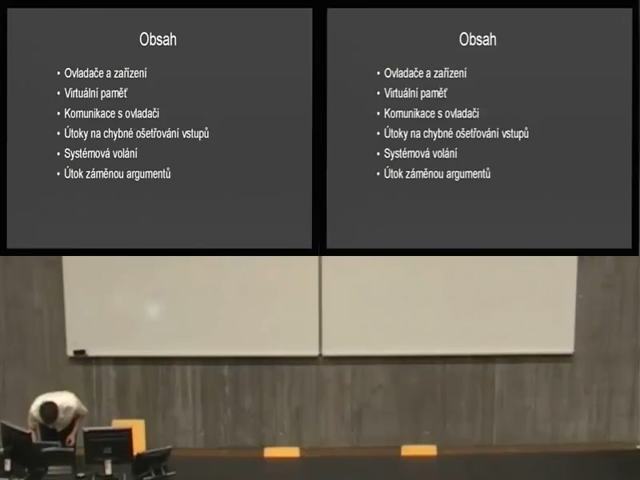 Obsah
• Ovladače a zařízení
• Virtuální paměť
• Komunikace s ovladači
• Útoky na chybné ošetřování vstupů
• Systémová volání
• Útok záměnou argumentů
Obsah
• Ovladače a zařízení
• Virtuální paměť
• Komunikace s ovladači
• Útoky na chybné ošetřování vstupů
• Systémová volání
• Útok záměnou argumentů